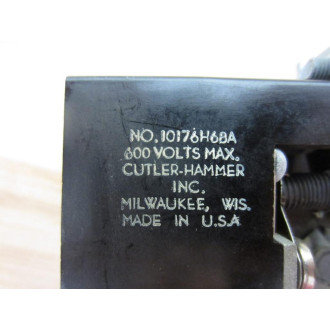 NO. 10176H68A
600 VOLTS MAX.
CUTLER-HAMMER
INC.
MILWAUKEE, WIS.
MADE IN U.S.A